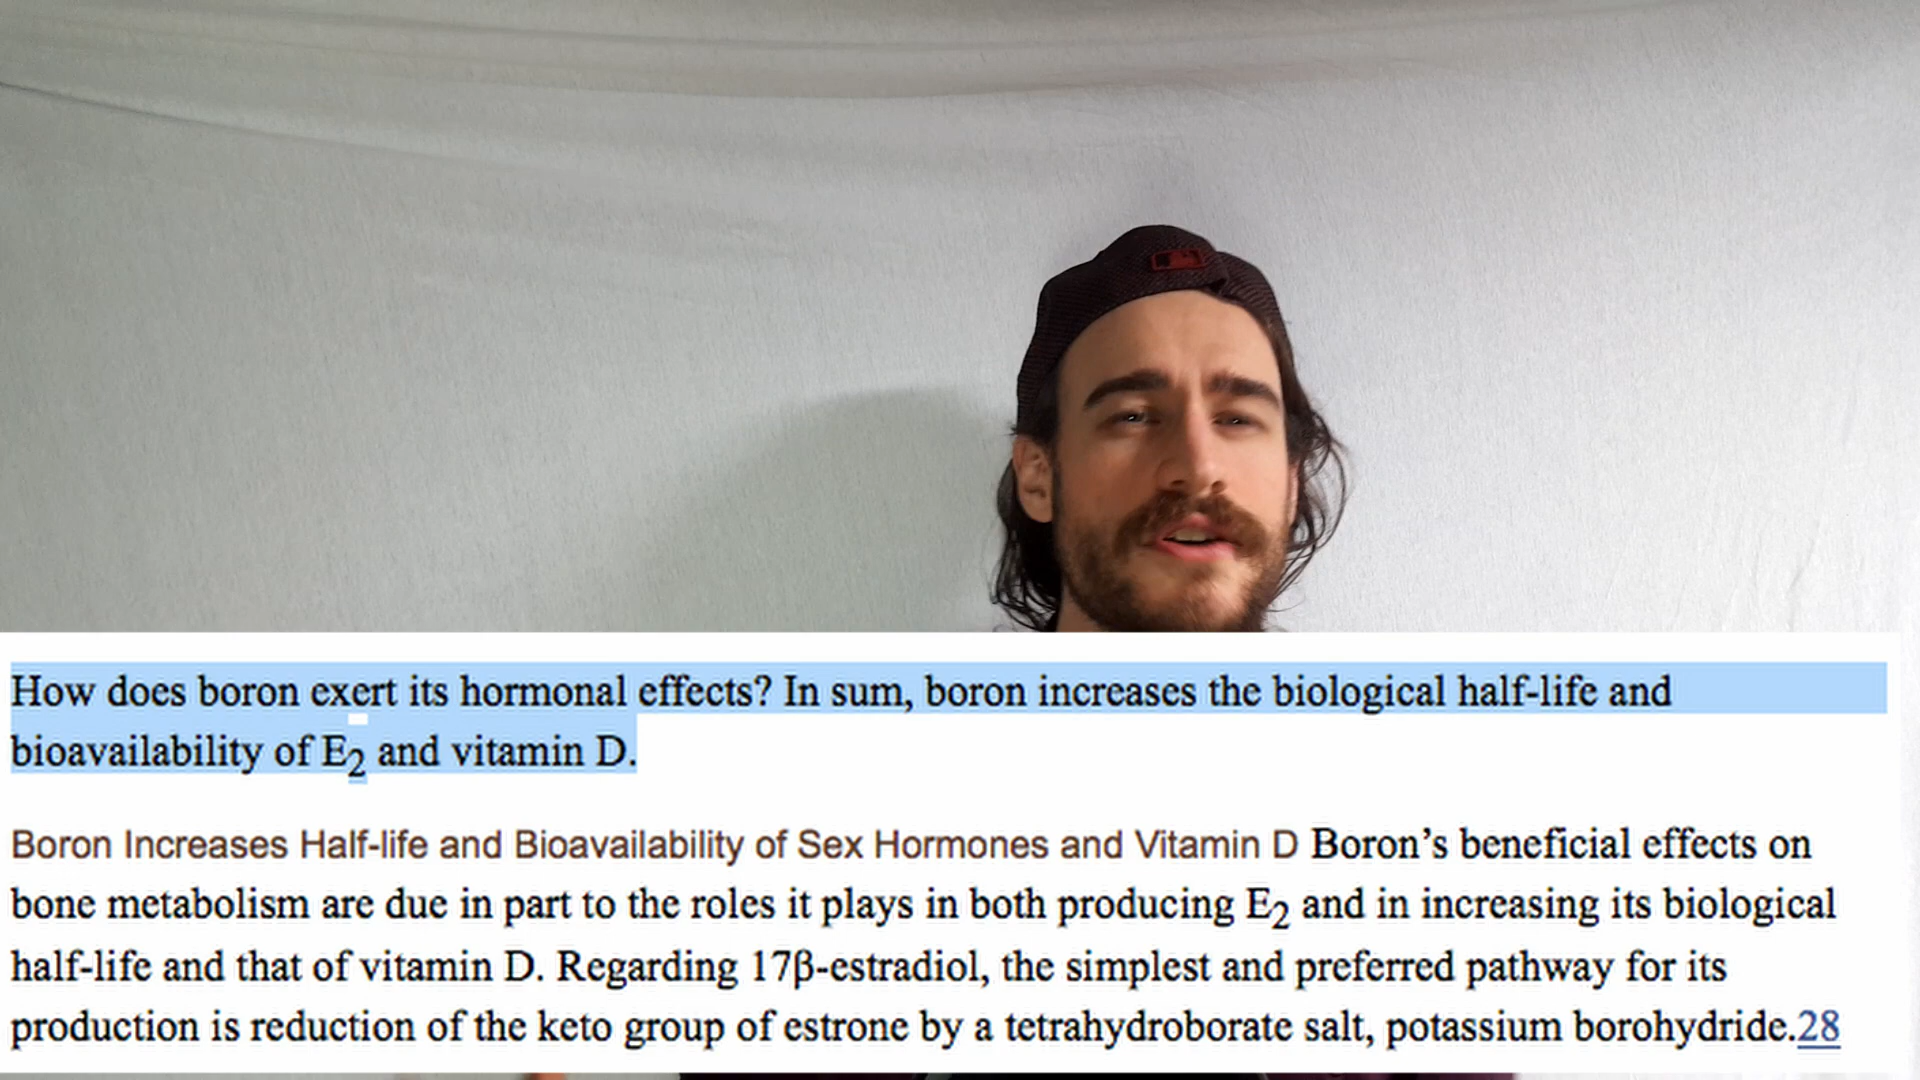 How does boron exert its hormonal effects? In sum, boron increases the biological half-life and
bioavailability of E2 and vitamin D.
Boron Increases Half-life and Bioavailability of Sex Hormones and Vitamin D Boron’s beneficial effects on
bone metabolism are due in part to the roles it plays in both producing E2 and in increasing its biological
half-life and that of vitamin D. Regarding 17β-estradiol, the simplest and preferred pathway for its
production is reduction of the keto group of estrone by a tetrahydroborate salt, potassium borohydride.28